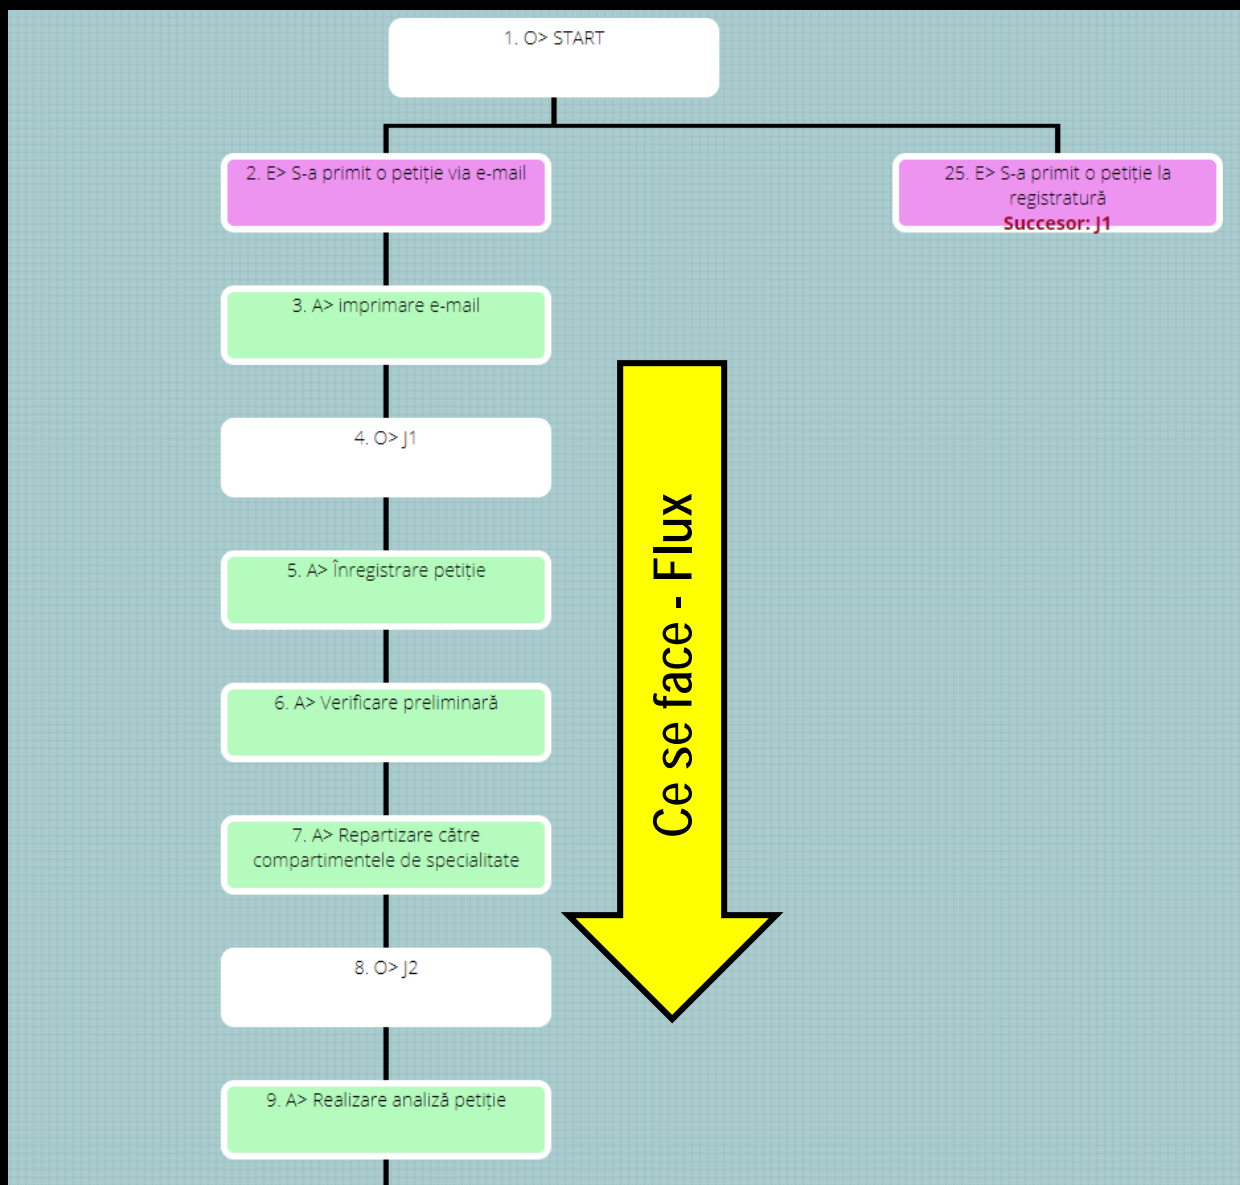 1. O> START
2. E> S-a primit o petiție via e-mail
25. E> S-a primit o petiție la
registratură
Succesor: J1
3. A> imprimare e-mail
4. O> J1
5. A> Înregistrare petiție
6. A> Verificare preliminară
7. A> Repartizare către
compartimentele de specialitate
8. O> J2
9. A> Realizare analiză petiție
Ce se face - Flux